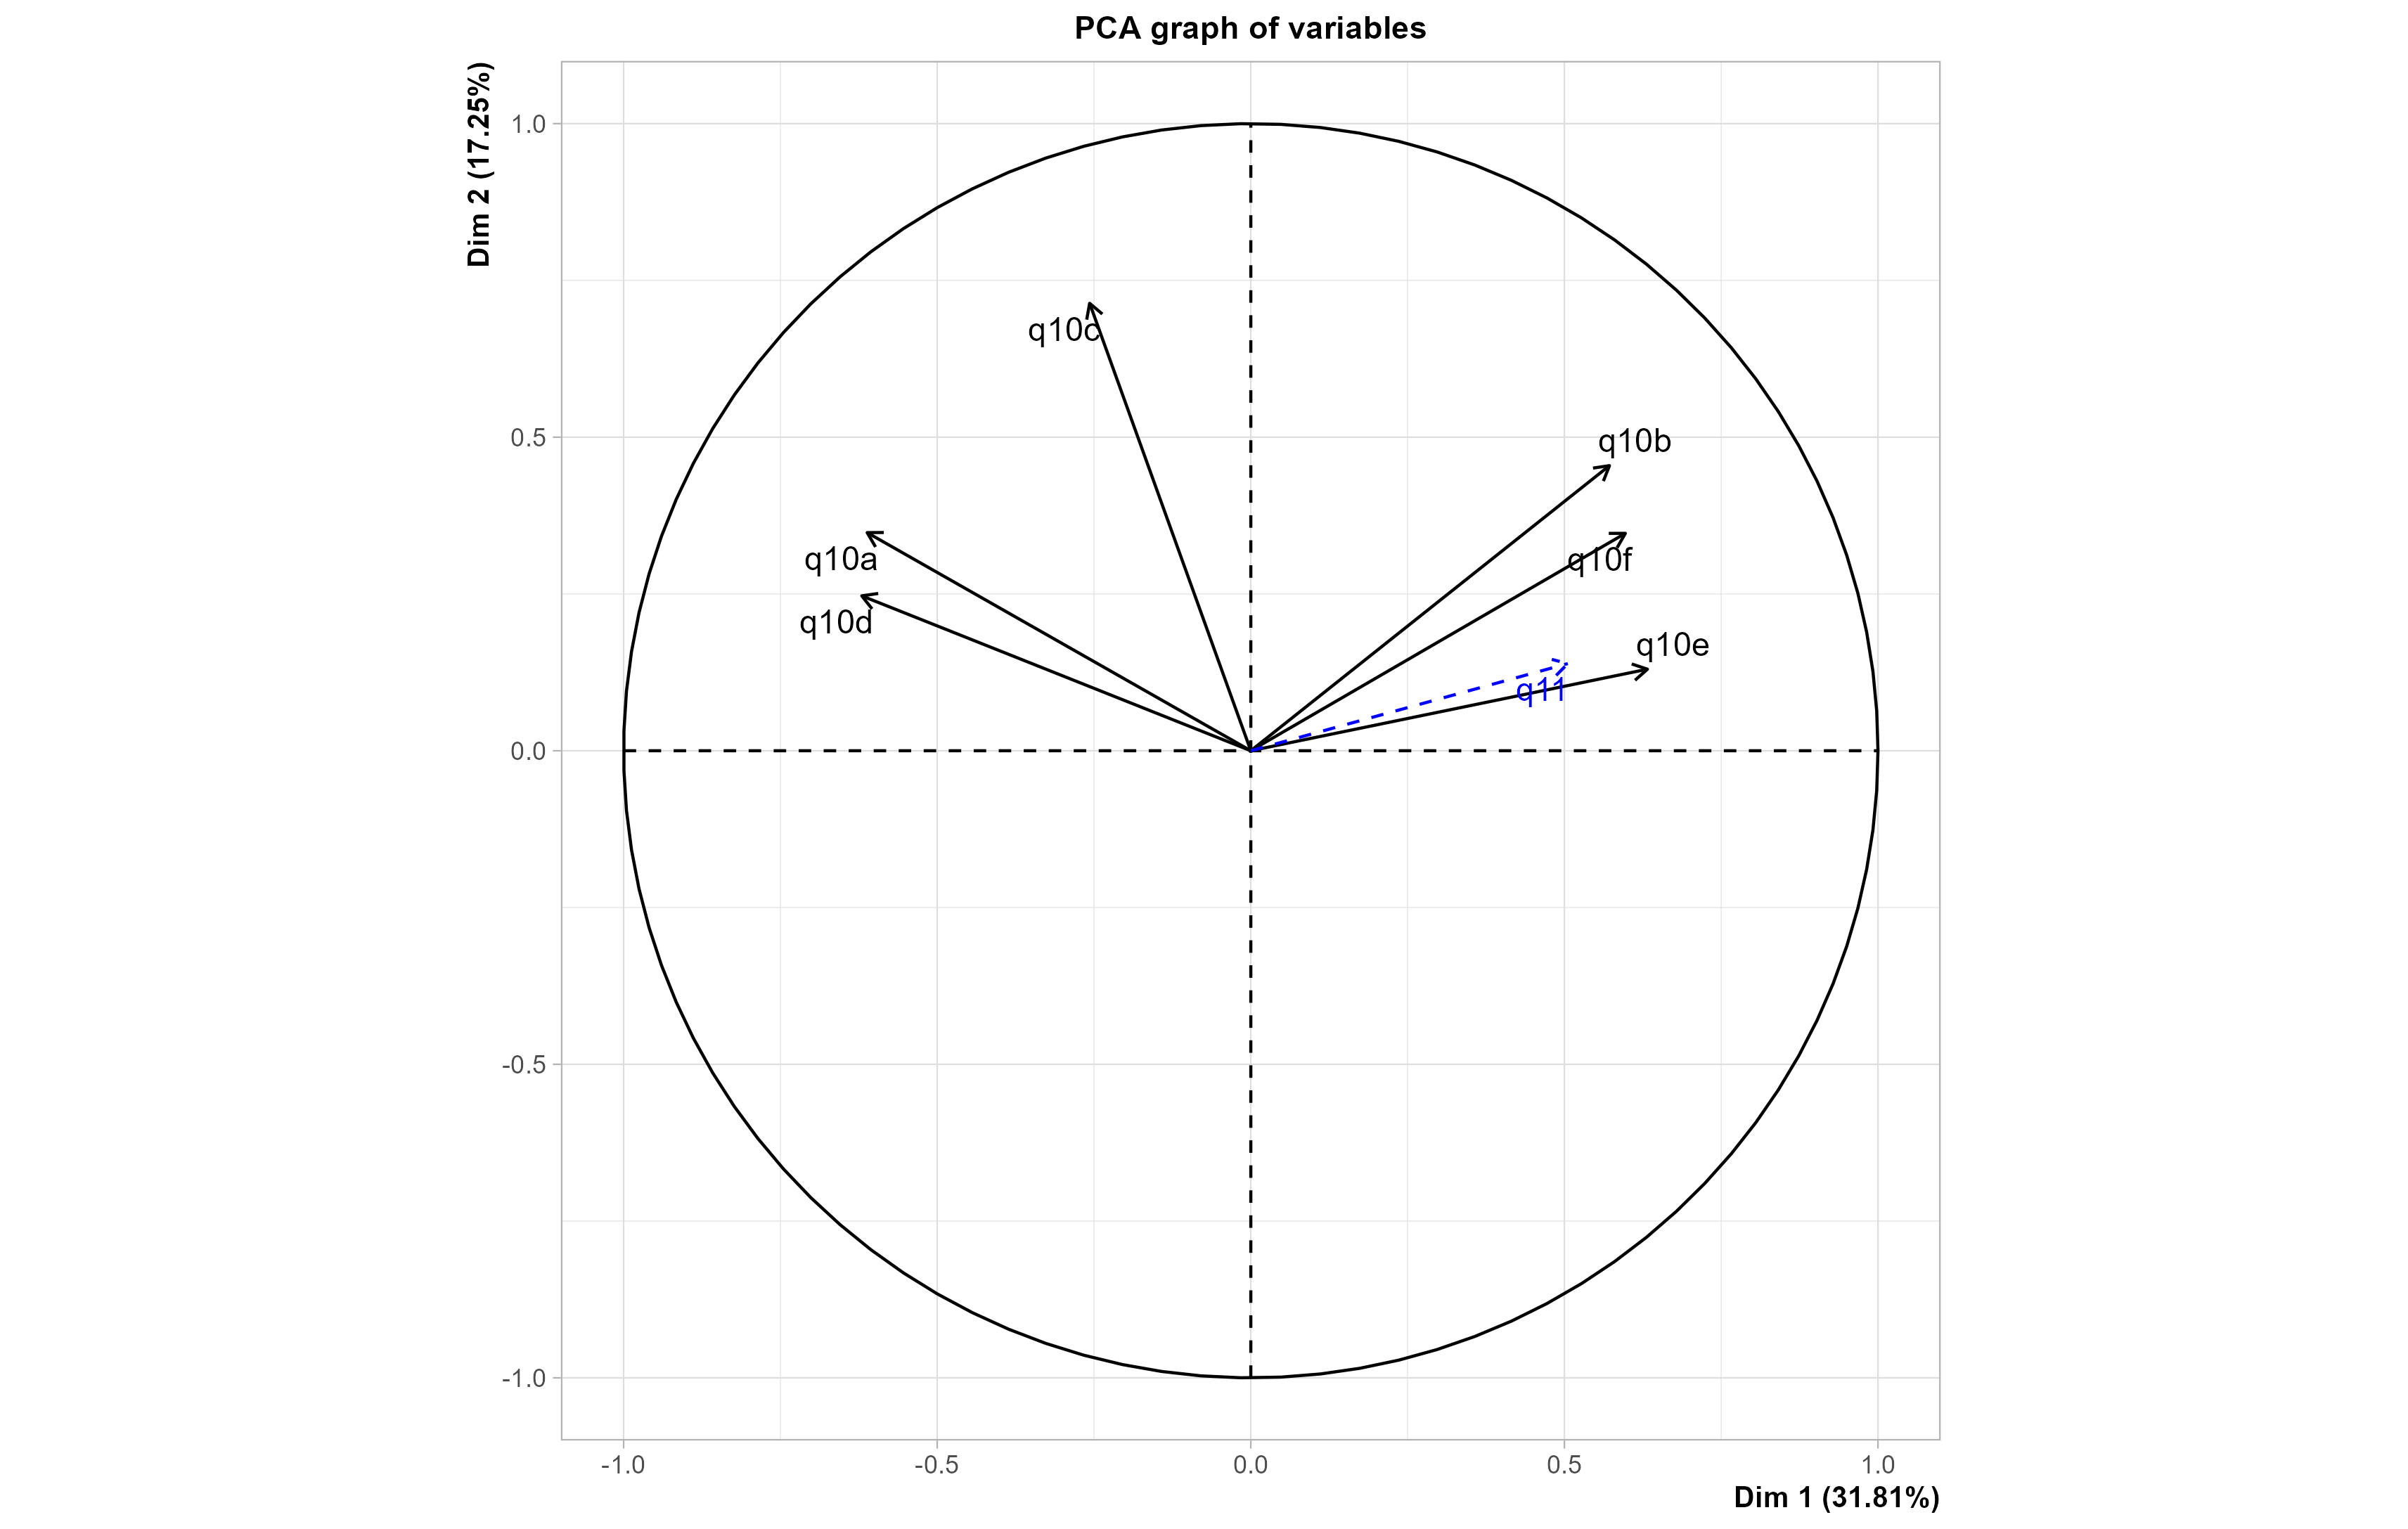 PCA graph of variables
Dim 2 (17.25%)
1.0
0.5
0.0
-0.5
-1.0
q10c
q10b
q10a
q10f
q10d
q10e
q11
-1.0
-0.5
0.0
0.5
1.0
Dim 1 (31.81%)